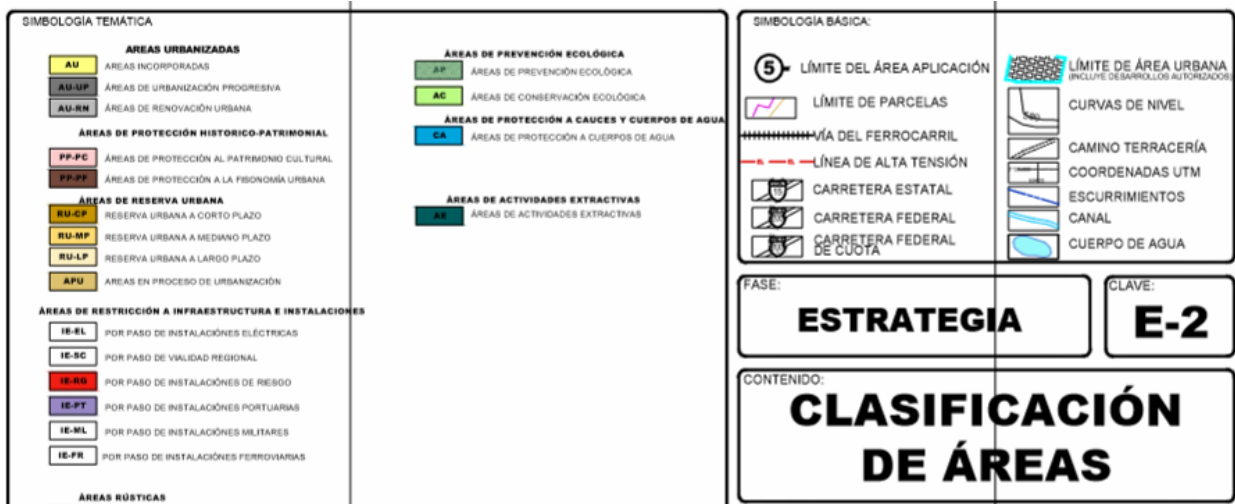 SIMBOLOGÍA TEMÁTICA
AREAS URBANIZADAS
AU AREAS INCORPORADAS
AU-UP ÁREAS DE URBANIZACIÓN PROGRESIVA
AU-RN ÁREAS DE RENOVACIÓN URBANA
ÁREAS DE PROTECCIÓN HISTORICO-PATRIMONIAL
PP-PC ÁREAS DE PROTECCIÓN AL PATRIMONIO CULTURAL
PP-PF ÁREAS DE PROTECCIÓN A LA FISONOMÍA URBANA
ÁREAS DE RESERVA URBANA
RU-CP RESERVA URBANA A CORTO PLAZO
RU-MP RESERVA URBANA A MEDIANO PLAZO
RU-LP RESERVA URBANA A LARGO PLAZO
APU AREAS EN PROCESO DE URBANIZACIÓN
ÁREAS DE RESTRICCIÓN A INFRAESTRUCTURA E INSTALACIONES
IE-EL POR PASO DE INSTALACIÓNES ELÉCTRICAS
IE-SC POR PASO DE VIALIDAD REGIONAL
IE-RG POR PASO DE INSTALACIÓNES DE RIESGO
IE-PT POR PASO DE INSTALACIÓNES PORTUARIAS
IE-ML POR PASO DE INSTALACIÓNES MILITARES
IE-FR POR PASO DE INSTALACIÓNES FERROVIARIAS
ÁREAS RÚSTICAS
ÁREAS DE PREVENCIÓN ECOLÓGICA
AP ÁREAS DE PREVENCIÓN ECOLÓGICA
AC ÁREAS DE CONSERVACIÓN ECOLÓGICA
ÁREAS DE PROTECCIÓN A CAUCES Y CUERPOS DE AGUA
CA ÁREAS DE PROTECCIÓN A CUERPOS DE AGUA
ÁREAS DE ACTIVIDADES EXTRACTIVAS
AE ÁREAS DE ACTIVIDADES EXTRACTIVAS
SIMBOLOGÍA BÁSICA:
5 LÍMITE DEL ÁREA APLICACIÓN
LÍMITE DE PARCELAS
VÍA DEL FERROCARRIL
LÍNEA DE ALTA TENSIÓN
CARRETERA ESTATAL
CARRETERA FEDERAL
CARRETERA FEDERAL
DE CUOTA
LÍMITE DE ÁREA URBANA
(INCLUYE DESARROLLOS AUTORIZADOS)
CURVAS DE NIVEL
CAMINO TERRACERÍA
COORDENADAS UTM
ESCURRIMIENTOS
CANAL
CUERPO DE AGUA
FASE:
ESTRATEGIA
CLAVE:
E-2
CONTENIDO:
CLASIFICACIÓN
DE ÁREAS